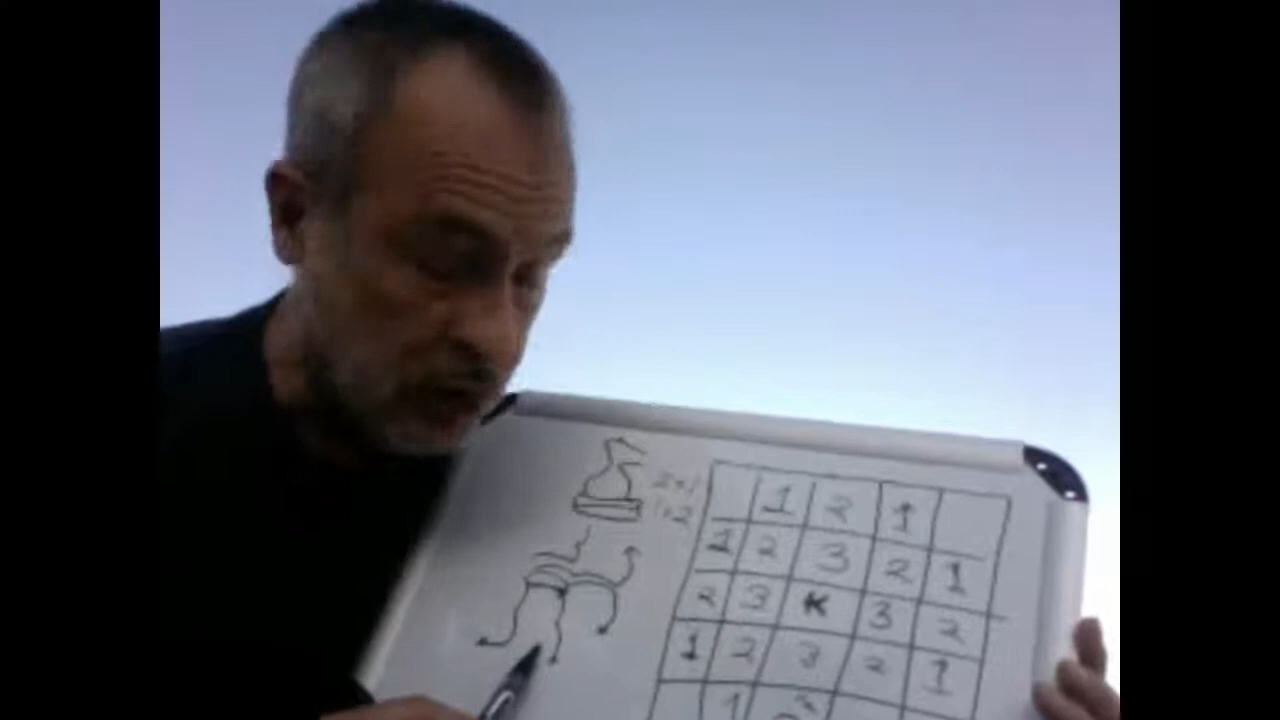 1 2 1
2 2 3 2 1
2 3 K 3 2
1 2 3 2 1
1 2